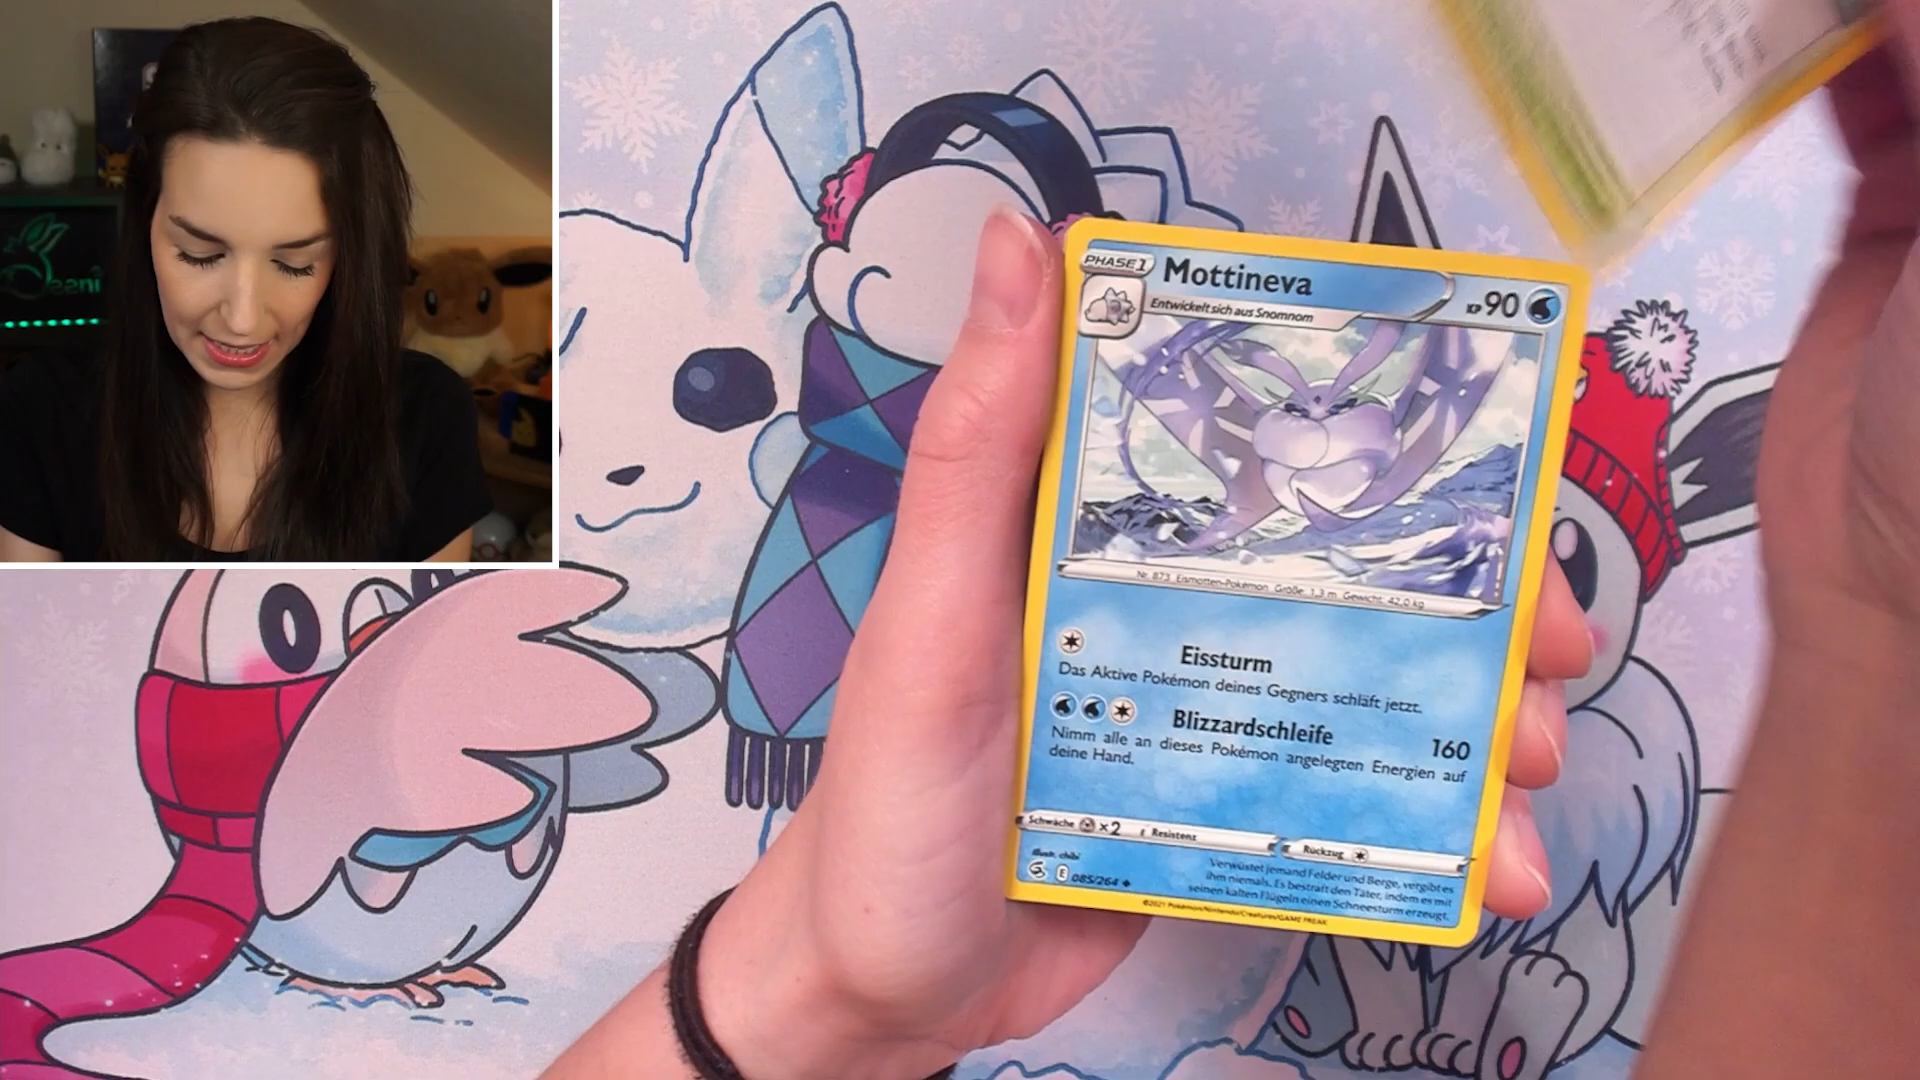 PHASE 1
Mottineva
KP 90
Entwickelt sich aus Snomnom
Nr. 873 Eismotten-Pokémon Größe: 1,3 m Gewicht: 42,0 kg
Eissturm
Das Aktive Pokémon deines Gegners schläft jetzt.
Blizzardschleife 160
Nimm alle an dieses Pokémon angelegten Energien auf
deine Hand.
Schwäche ×2 Resistenz Rückzug
Illustr. chibi
E 085/264
Verwüstet jemand Felder und Berge, vergibt es
ihm niemals. Es bestraft den Täter, indem es mit
seinen kalten Flügeln einen Schneesturm erzeugt.
©2021 Pokémon/Nintendo/Creatures/GAME FREAK